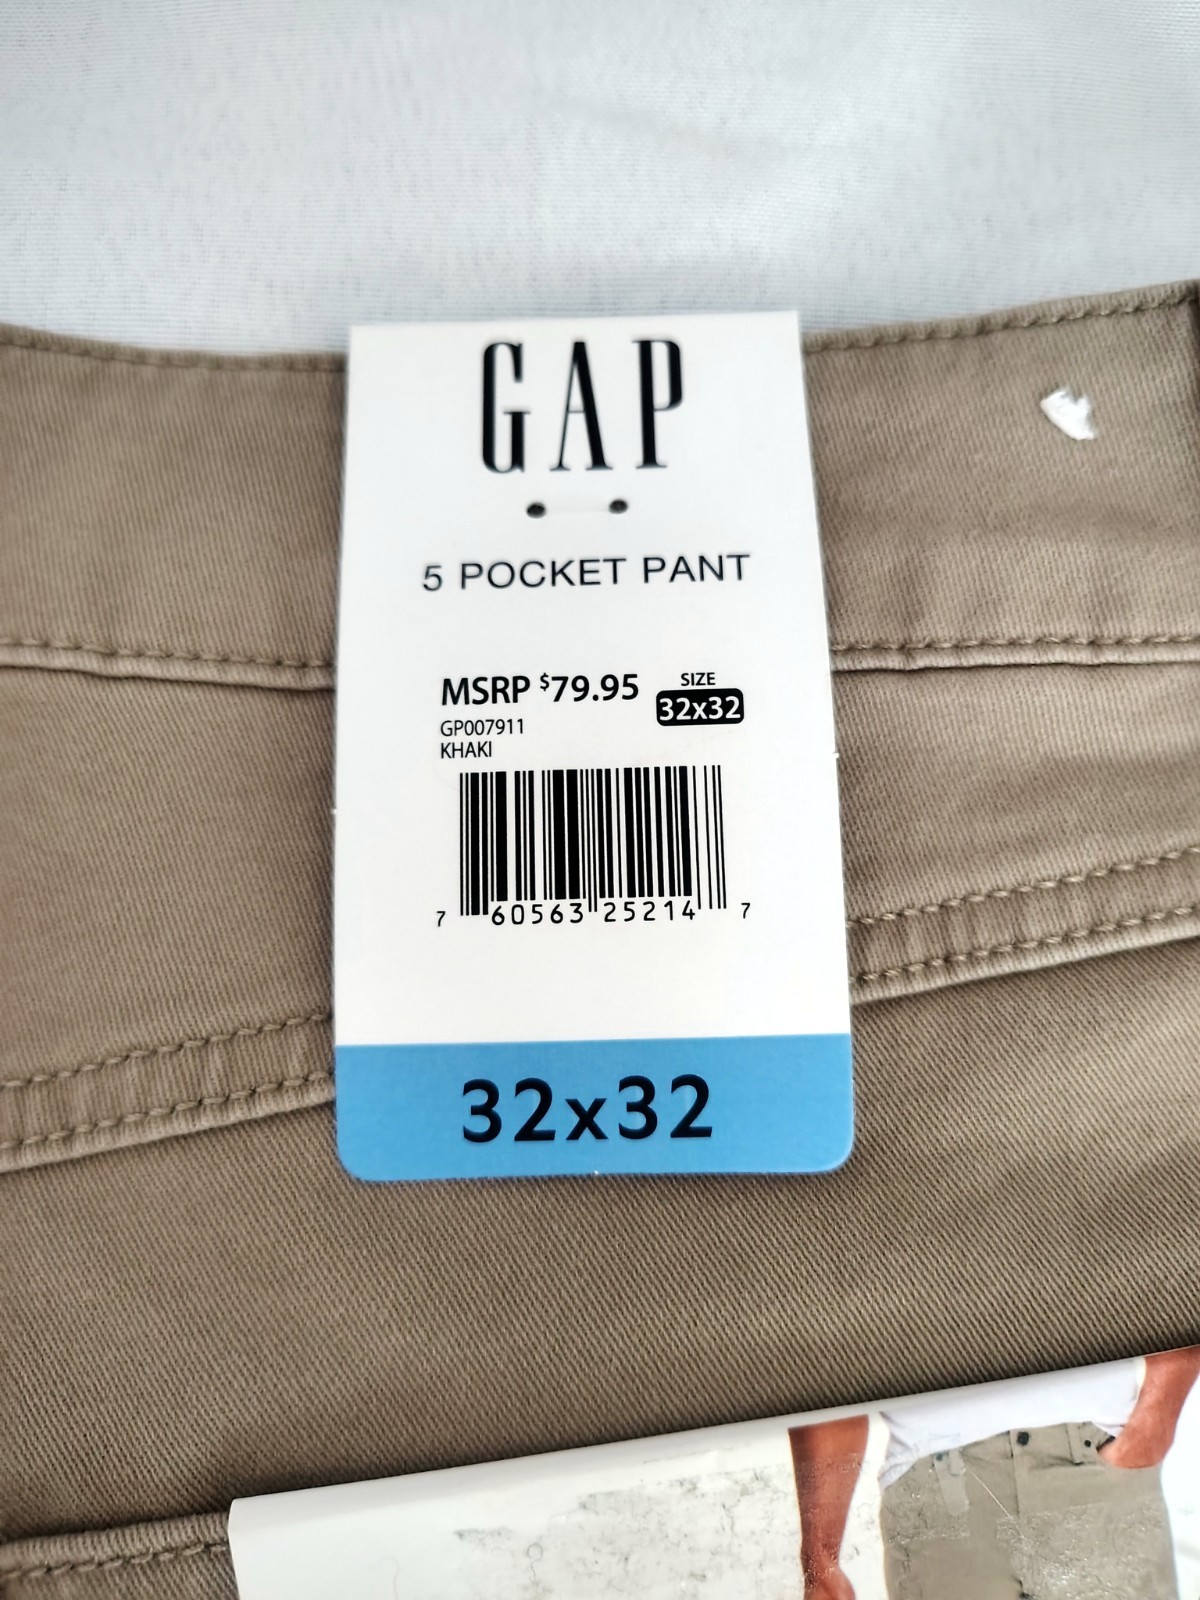 GAP
5 POCKET PANT
MSRP $79.95
SIZE
32x32
GP007911
KHAKI
7 60563 25214 7
32x32